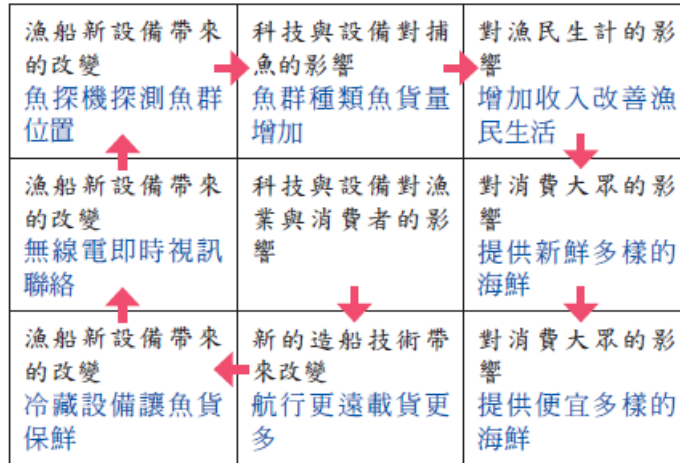 漁船新設備帶來
的改變
魚探機探測魚群
位置
科技與設備對捕
魚的影響
魚群種類魚貨量
增加
對漁民生計的影
響
增加收入改善漁
民生活
漁船新設備帶來
的改變
無線電即時視訊
聯絡
科技與設備對漁
業與消費者的影
響
對消費大眾的影
響
提供新鮮多樣的
海鮮
漁船新設備帶來
的改變
冷藏設備讓魚貨
保鮮
新的造船技術帶
來改變
航行更遠載貨更
多
對消費大眾的影
響
提供便宜多樣的
海鮮